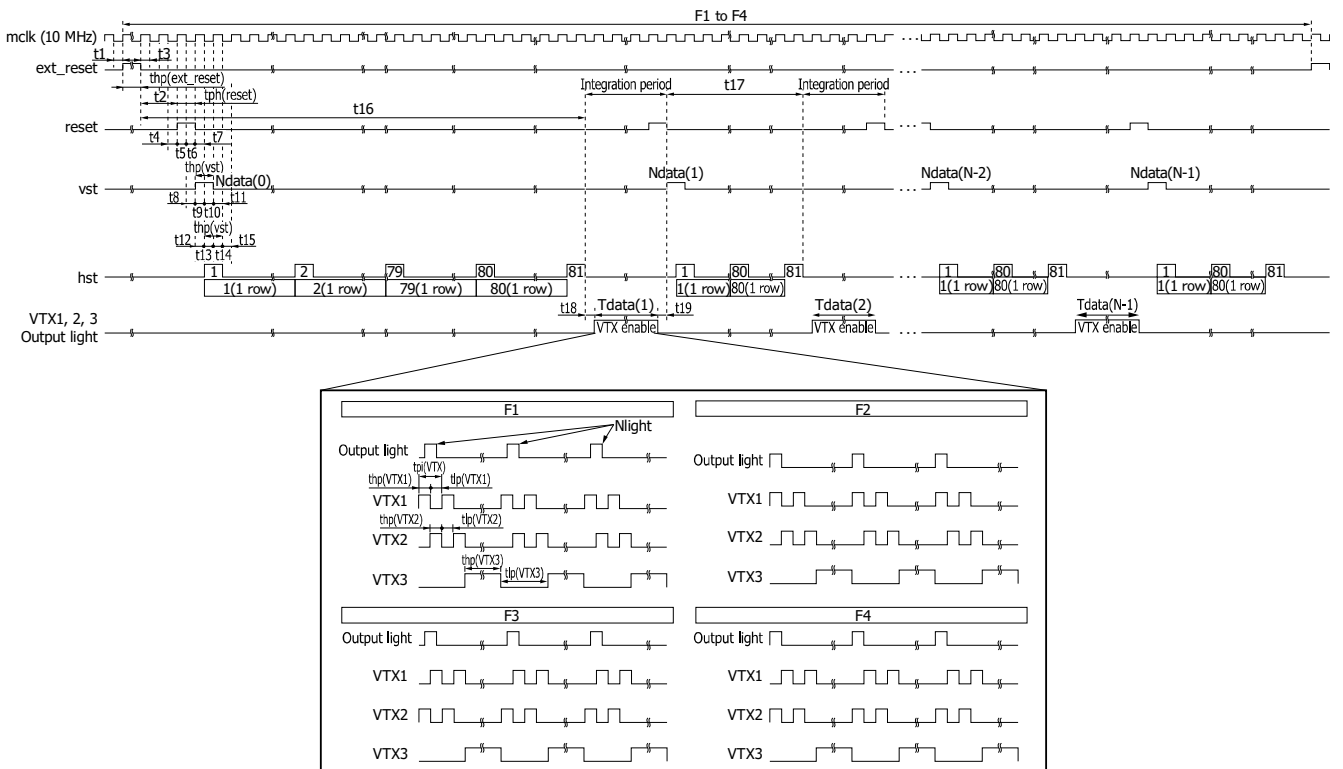 F1 to F4
mclk (10 MHz)
t1 t3
ext_reset
thp(ext_reset)
t2 tph(reset)
Integration period t17 Integration period
t16
reset
t4 t5 t6 t7
thp(vst)
Ndata(0) Ndata(1) Ndata(N-2) Ndata(N-1)
vst
t8 t9 t10 t11
thp(vst)
t12 t13 t14 t15
hst 1 2 79 80 81 1 80 81 1 80 81 1 80 81
1(1 row) 2(1 row) 79(1 row) 80(1 row) 1(1 row) 80(1 row) 1(1 row) 80(1 row) 1(1 row) 80(1 row)
t18 Tdata(1) t19 Tdata(2) Tdata(N-1)
VTX1, 2, 3
Output light
VTX enable VTX enable VTX enable
F1
Nlight
Output light
tpi(VTX)
thp(VTX1) tlp(VTX1)
VTX1
thp(VTX2) tlp(VTX2)
VTX2
thp(VTX3)
tlp(VTX3)
VTX3
F2
Output light
VTX1
VTX2
VTX3
F3
Output light
VTX1
VTX2
VTX3
F4
Output light
VTX1
VTX2
VTX3